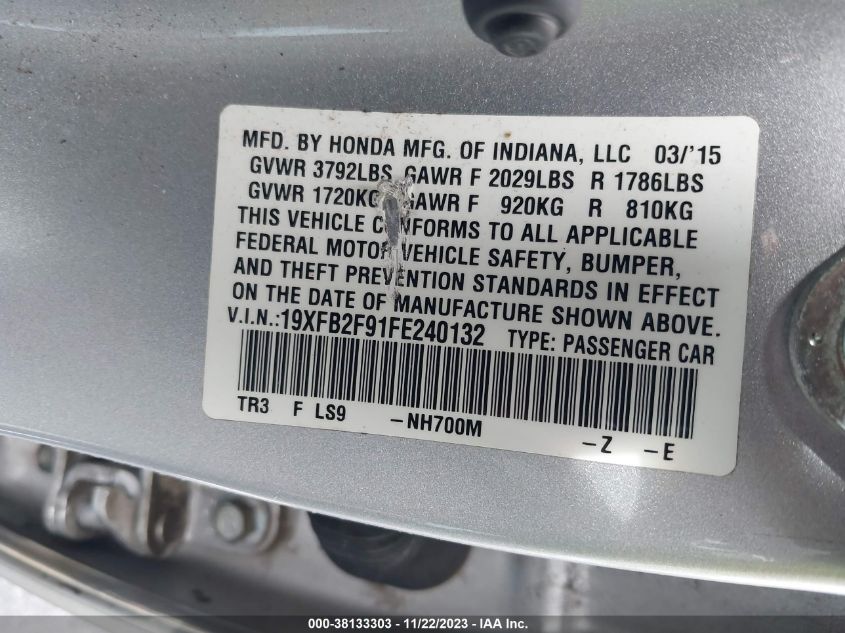 MFD. BY HONDA MFG. OF INDIANA, LLC 03/'15
GVWR 3792LBS GAWR F 2029LBS R 1786LBS
GVWR 1720KG GAWR F 920KG R 810KG
THIS VEHICLE CONFORMS TO ALL APPLICABLE
FEDERAL MOTOR VEHICLE SAFETY, BUMPER,
AND THEFT PREVENTION STANDARDS IN EFFECT
ON THE DATE OF MANUFACTURE SHOWN ABOVE.
V.I.N.:19XFB2F91FE240132 TYPE: PASSENGER CAR
TR3 F LS9 -NH700M -Z -E
000-38133303 - 11/22/2023 - IAA Inc.